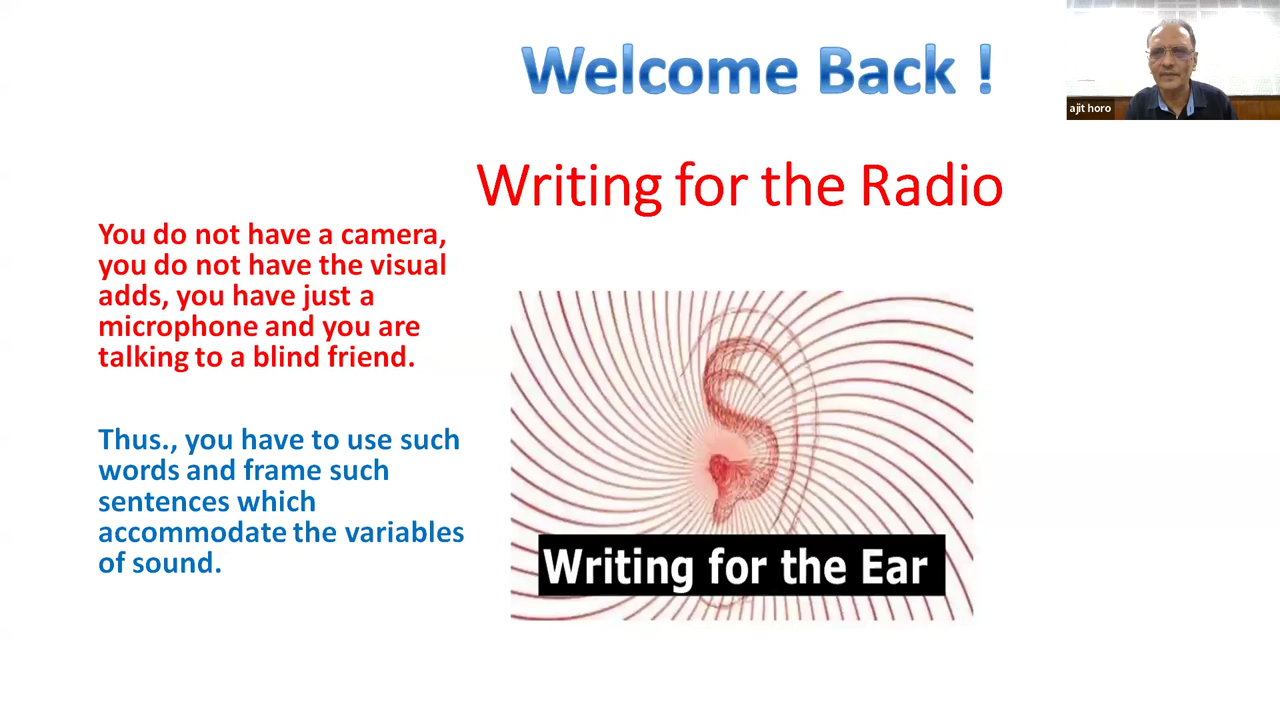 Welcome Back !
ajit horo
Writing for the Radio
You do not have a camera,
you do not have the visual
adds, you have just a
microphone and you are
talking to a blind friend.
Thus., you have to use such
words and frame such
sentences which
accommodate the variables
of sound.
Writing for the Ear